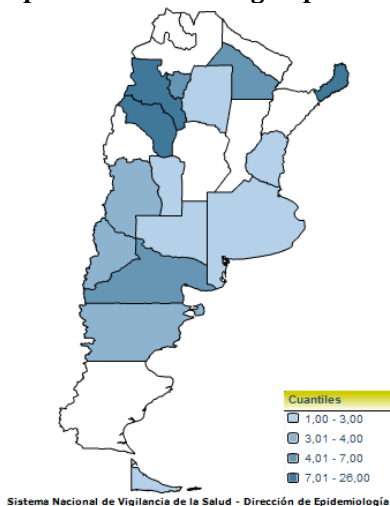 Cuantiles
1,00 - 3,00
3,01 - 4,00
4,01 - 7,00
7,01 - 26,00
Sistema Nacional de Vigilancia de la Salud - Dirección de Epidemiología